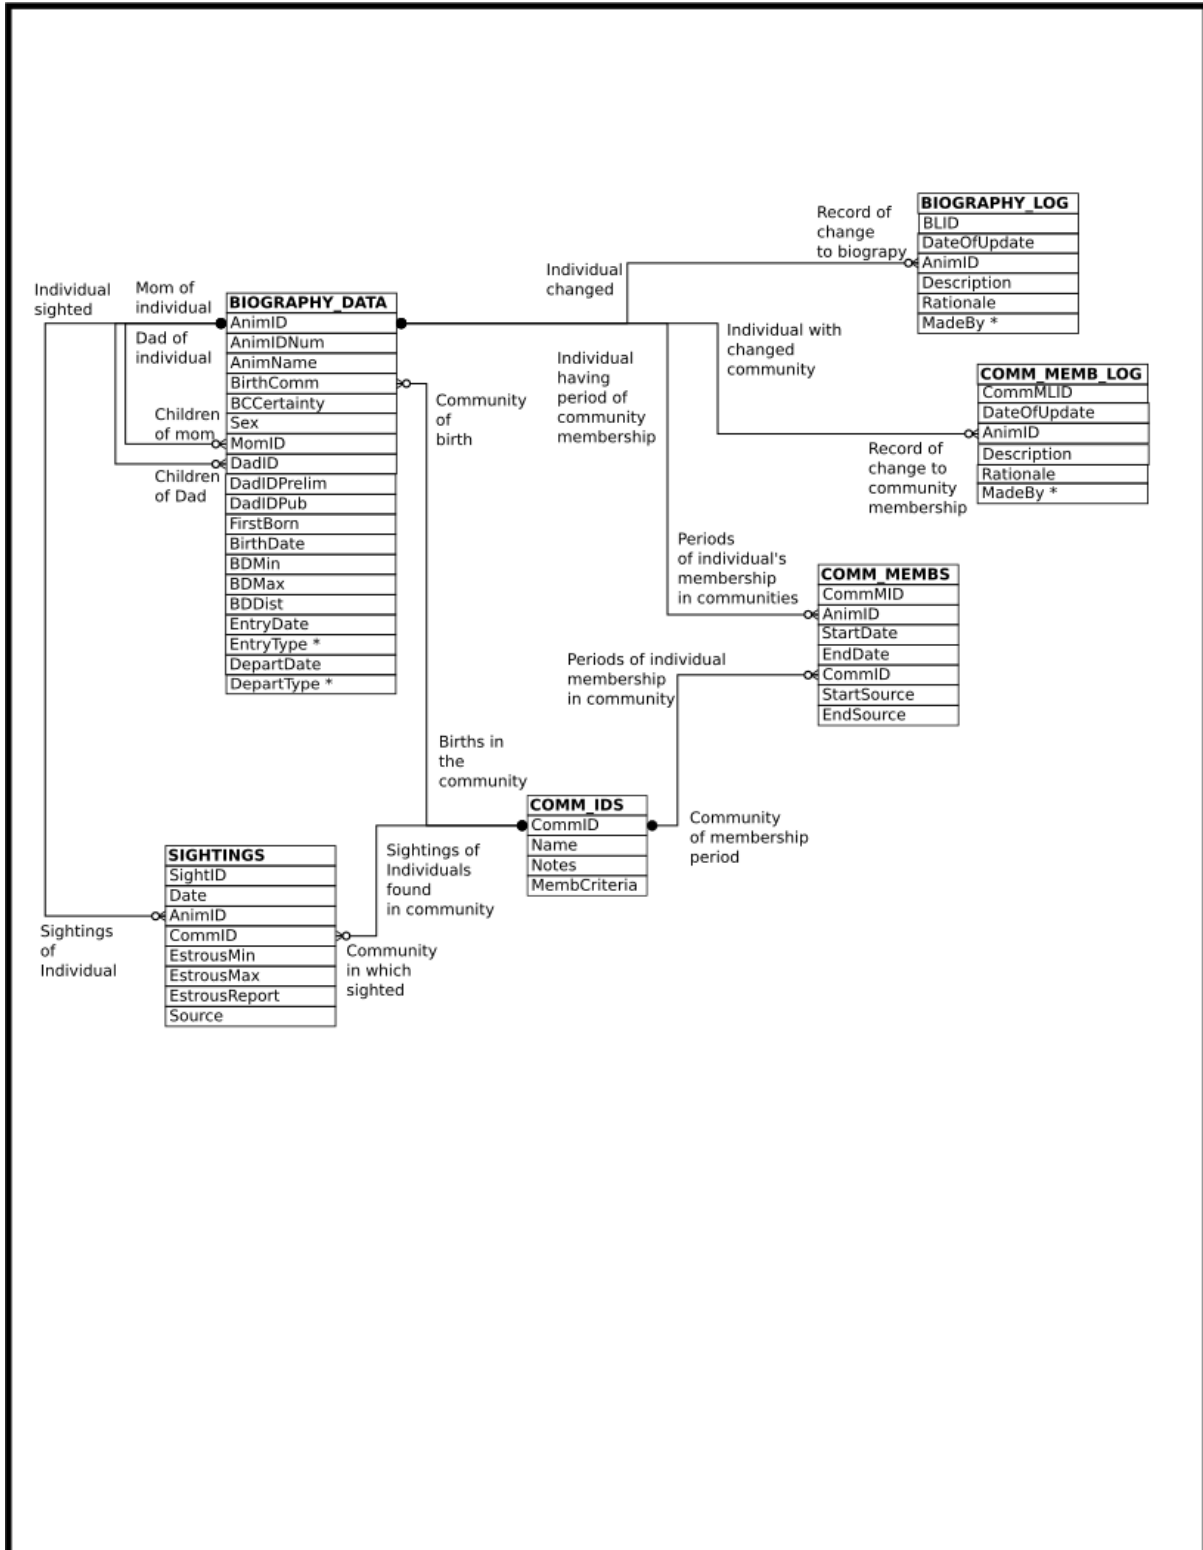 BIOGRAPHY_LOG
BLID
DateOfUpdate
AnimID
Description
Rationale
MadeBy *
Record of
change
to biograpy
Individual
changed
Individual
sighted
Mom of
individual
Dad of
individual
BIOGRAPHY_DATA
AnimID
AnimIDNum
AnimName
BirthComm
BCCertainty
Sex
MomID
DadID
DadIDPrelim
DadIDPub
FirstBorn
BirthDate
BDMin
BDMax
BDDist
EntryDate
EntryType *
DepartDate
DepartType *
Children
of mom
Children
of Dad
Community
of
birth
Individual
having
period of
community
membership
Individual with
changed
community
COMM_MEMB_LOG
CommMLID
DateOfUpdate
AnimID
Description
Rationale
MadeBy *
Record of
change to
community
membership
Periods
of individual's
membership
in communities
COMM_MEMBS
CommMID
AnimID
StartDate
EndDate
CommID
StartSource
EndSource
Periods of individual
membership
in community
Births in
the
community
COMM_IDS
CommID
Name
Notes
MembCriteria
Community
of membership
period
SIGHTINGS
SightID
Date
AnimID
CommID
EstrousMin
EstrousMax
EstrousReport
Source
Sightings of
Individuals
found
in community
Sightings
of
Individual
Community
in which
sighted